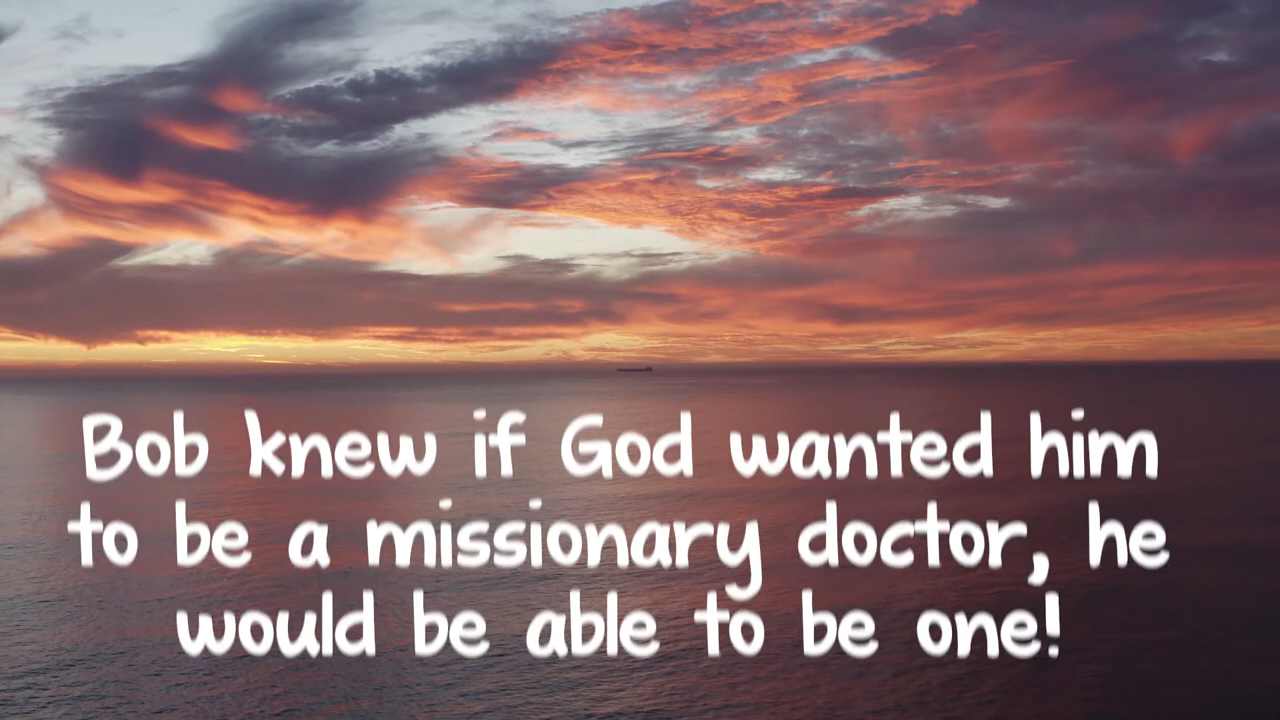 Bob knew if God wanted him
to be a missionary doctor, he
would be able to be one!